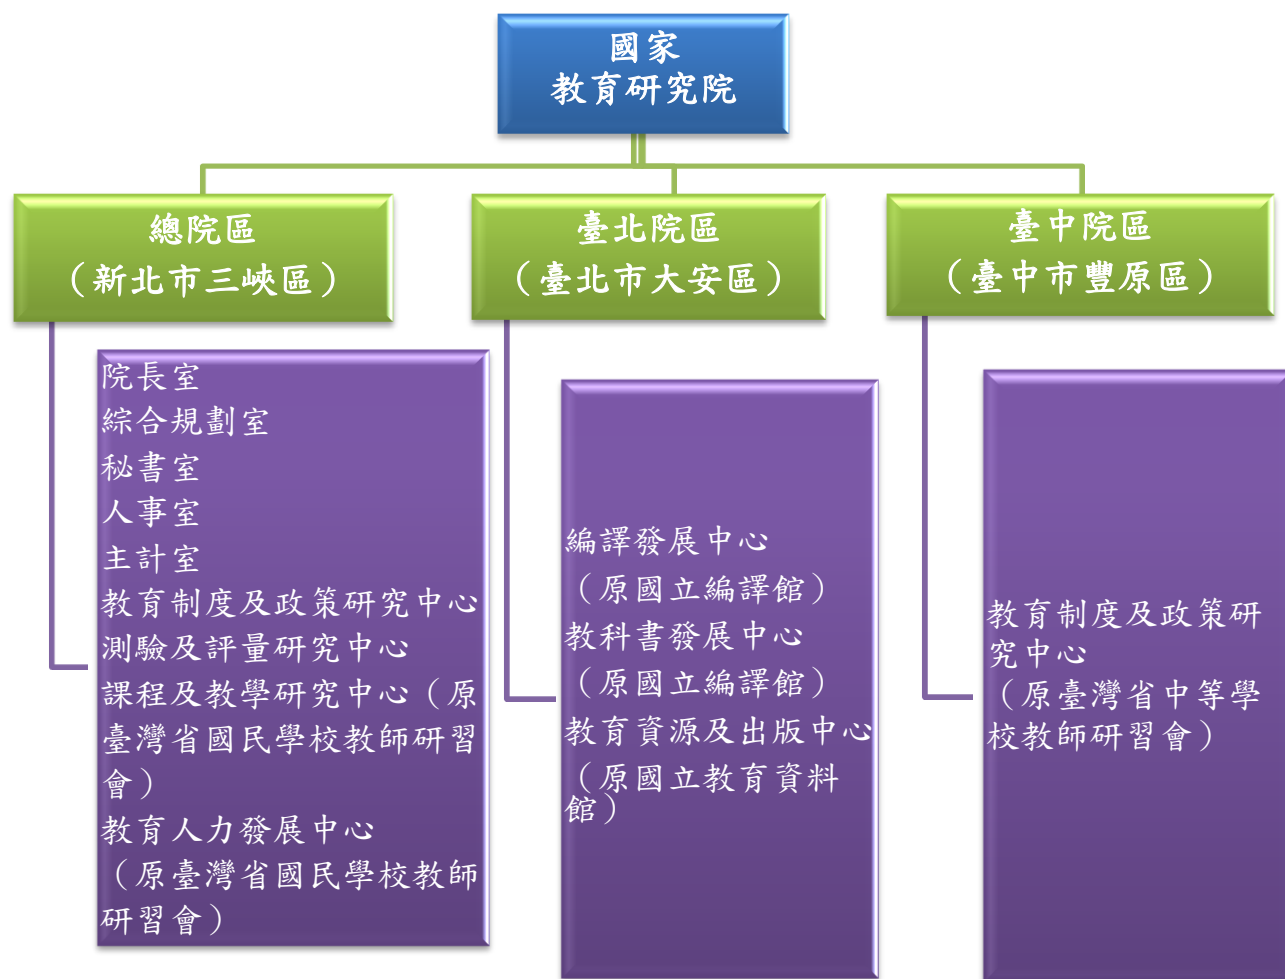 國家
教育研究院
總院區
（新北市三峽區）
臺北院區
（臺北市大安區）
臺中院區
（臺中市豐原區）
院長室
綜合規劃室
秘書室
人事室
主計室
教育制度及政策研究中心
測驗及評量研究中心
課程及教學研究中心（原
臺灣省國民學校教師研習
會）
教育人力發展中心
（原臺灣省國民學校教師
研習會）
編譯發展中心
（原國立編譯館）
教科書發展中心
（原國立編譯館）
教育資源及出版中心
（原國立教育資料
館）
教育制度及政策研
究中心
（原臺灣省中等學
校教師研習會）